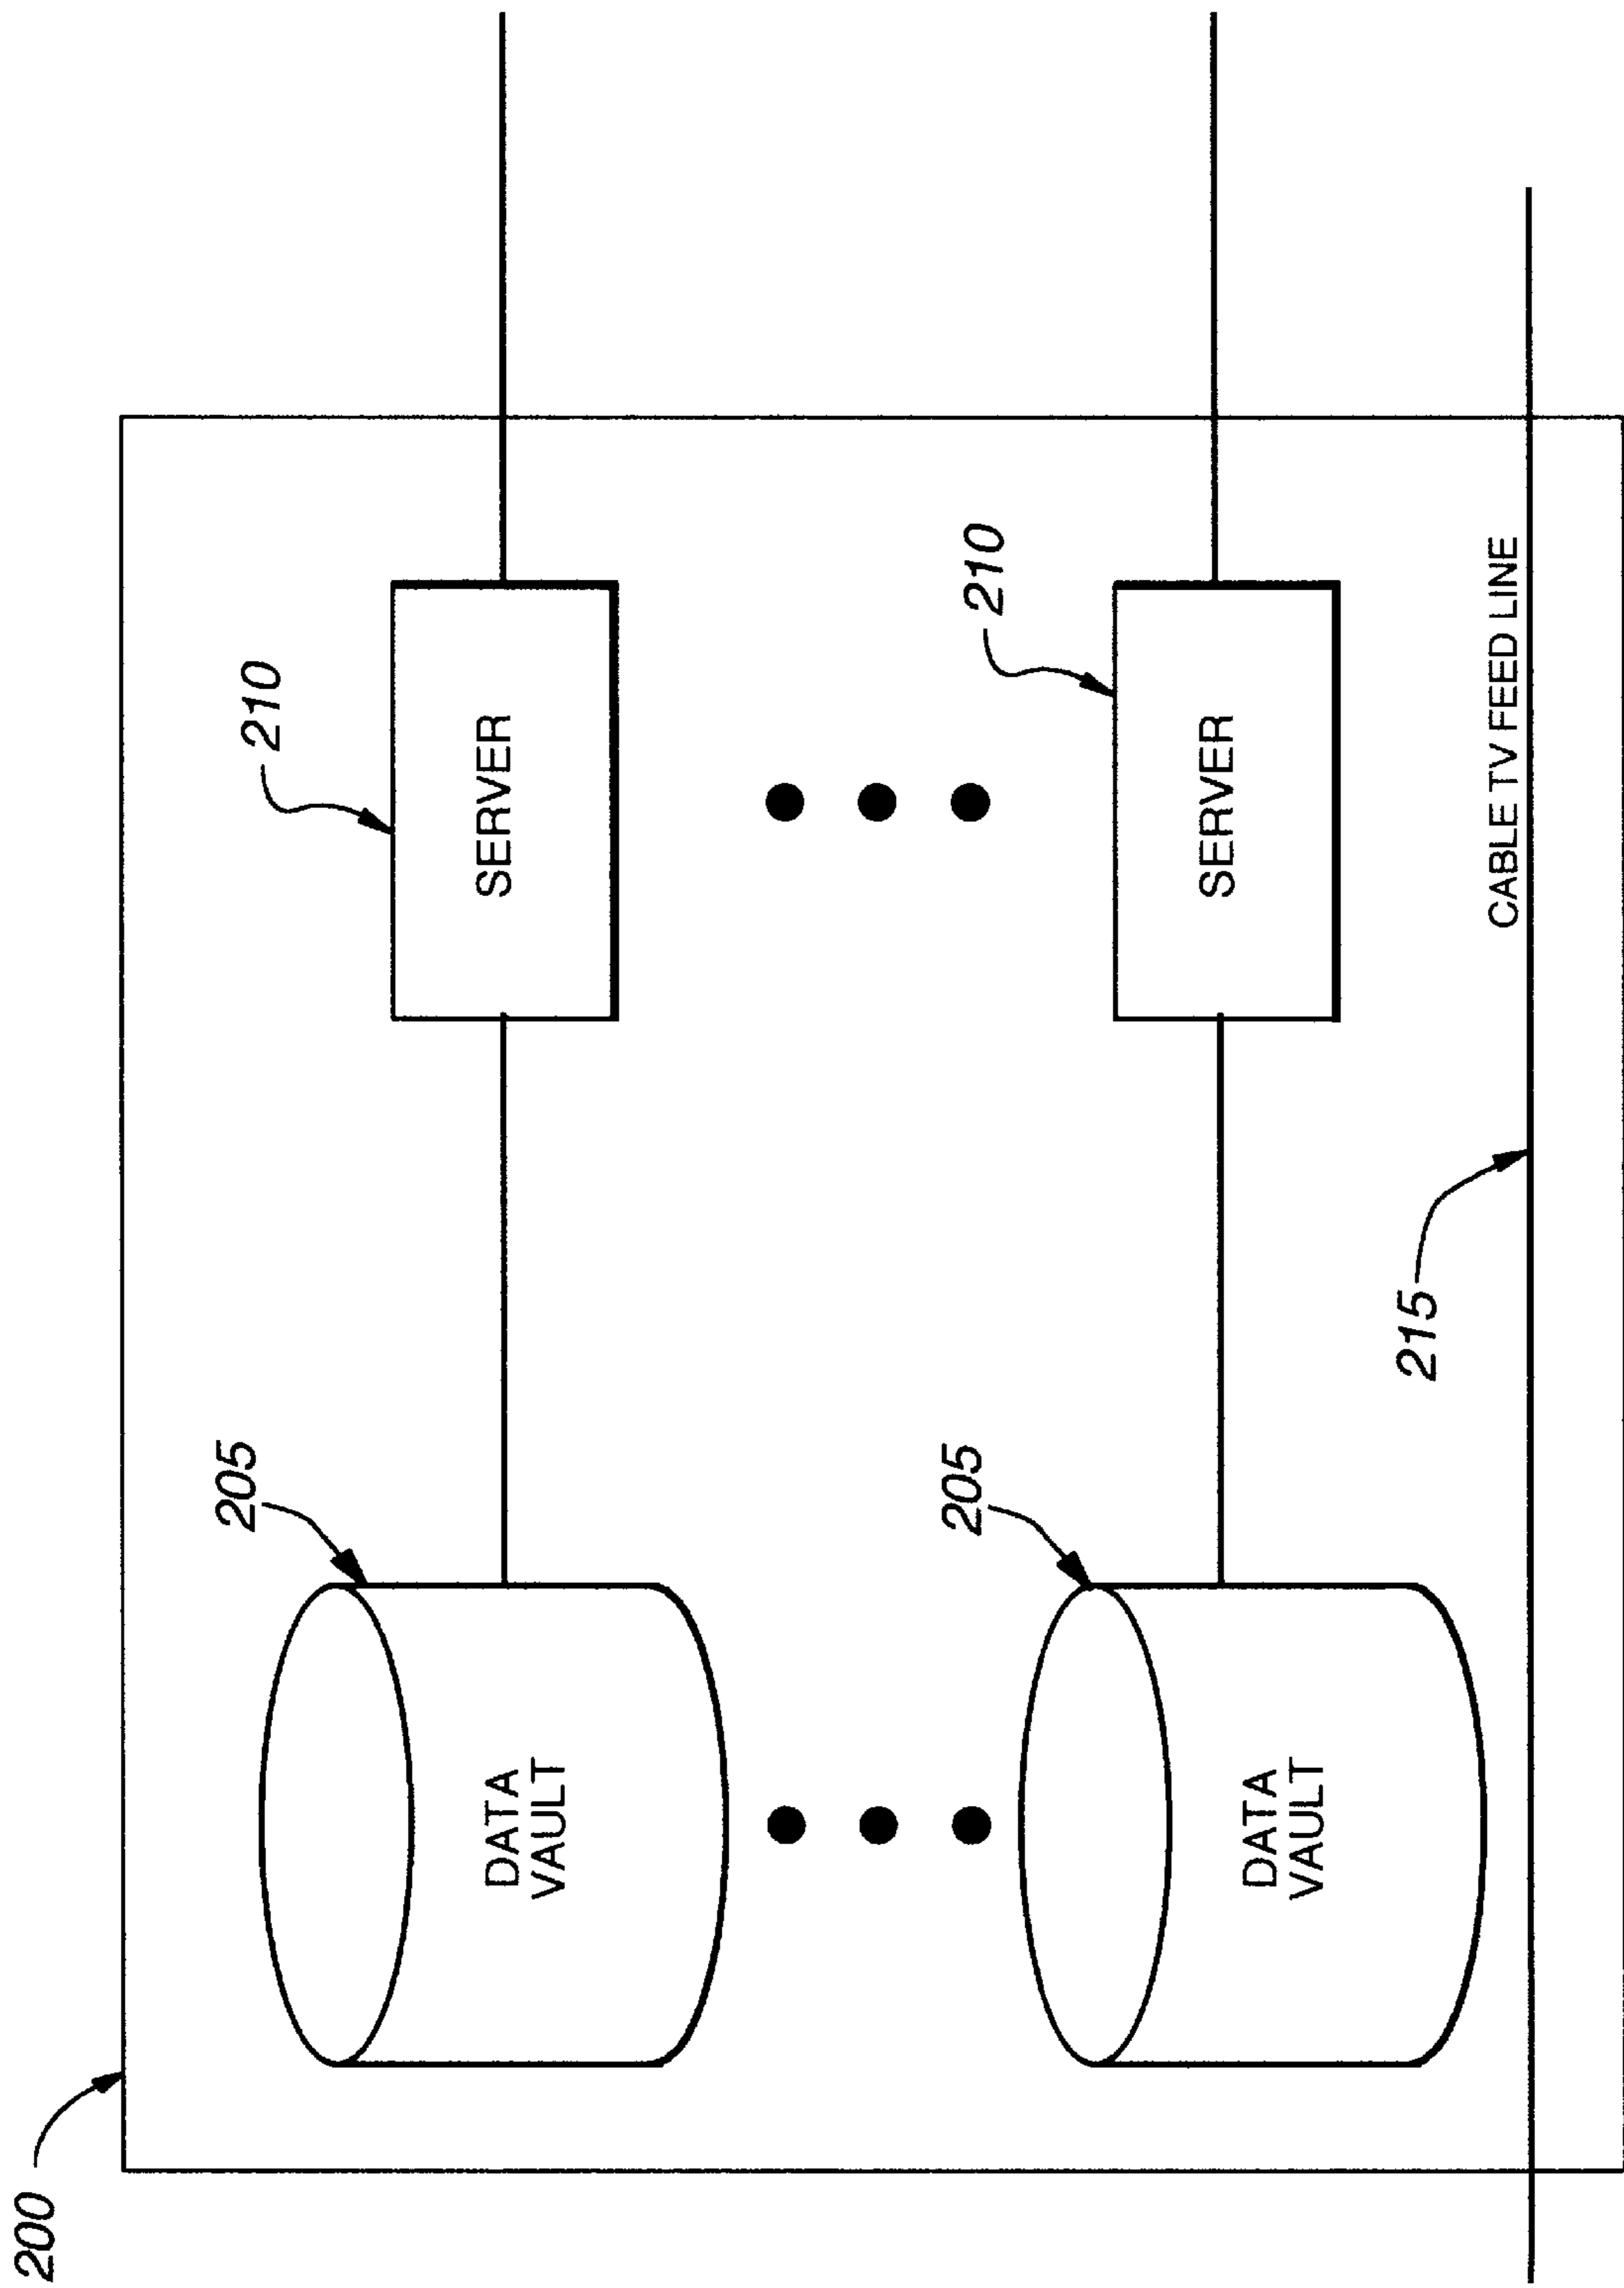 200
205
DATA
VAULT
210
SERVER
205
DATA
VAULT
210
SERVER
215
CABLE TV FEED LINE